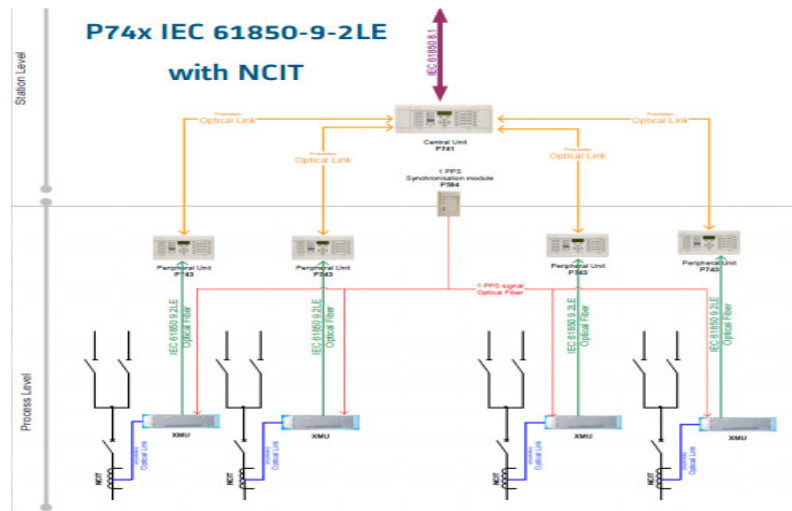 P74x IEC 61850-9-2LE
with NCIT
Station Level
IEC 61850 8.1
Proprietary
Optical Link
Proprietary
Optical Link
Proprietary
Optical Link
Proprietary
Optical Link
Central Unit
P741
1 PPS
Synchronisation module
P594
Peripheral Unit
P743
Peripheral Unit
P743
Peripheral Unit
P743
Peripheral Unit
P743
1 PPS signal
Optical Fiber
Process Level
IEC 61850 9.2LE
Optical Fiber
IEC 61850 9.2LE
Optical Fiber
IEC 61850 9.2LE
Optical Fiber
IEC 61850 9.2LE
Optical Fiber
XMU
XMU
XMU
XMU
Optical Link
Optical Link
Optical Link
Optical Link
NCIT
NCIT
NCIT
NCIT